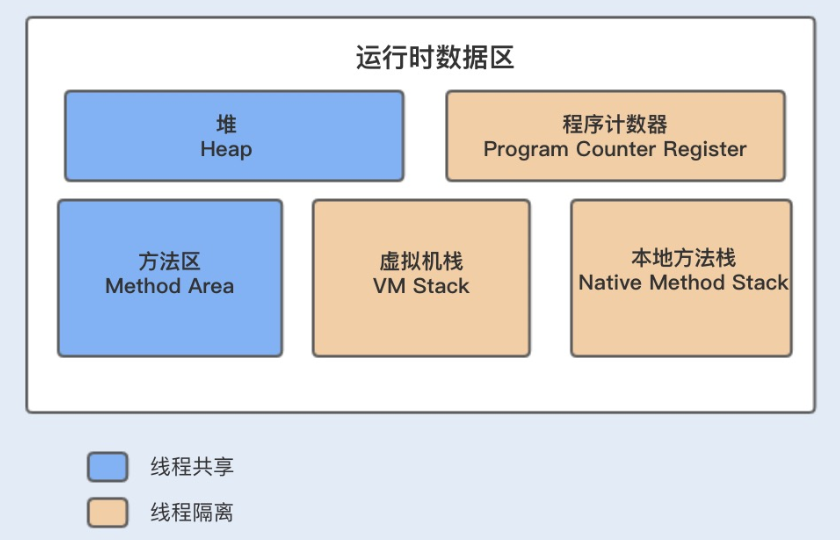 运行时数据区
堆
Heap
程序计数器
Program Counter Register
方法区
Method Area
虚拟机栈
VM Stack
本地方法栈
Native Method Stack
线程共享
线程隔离